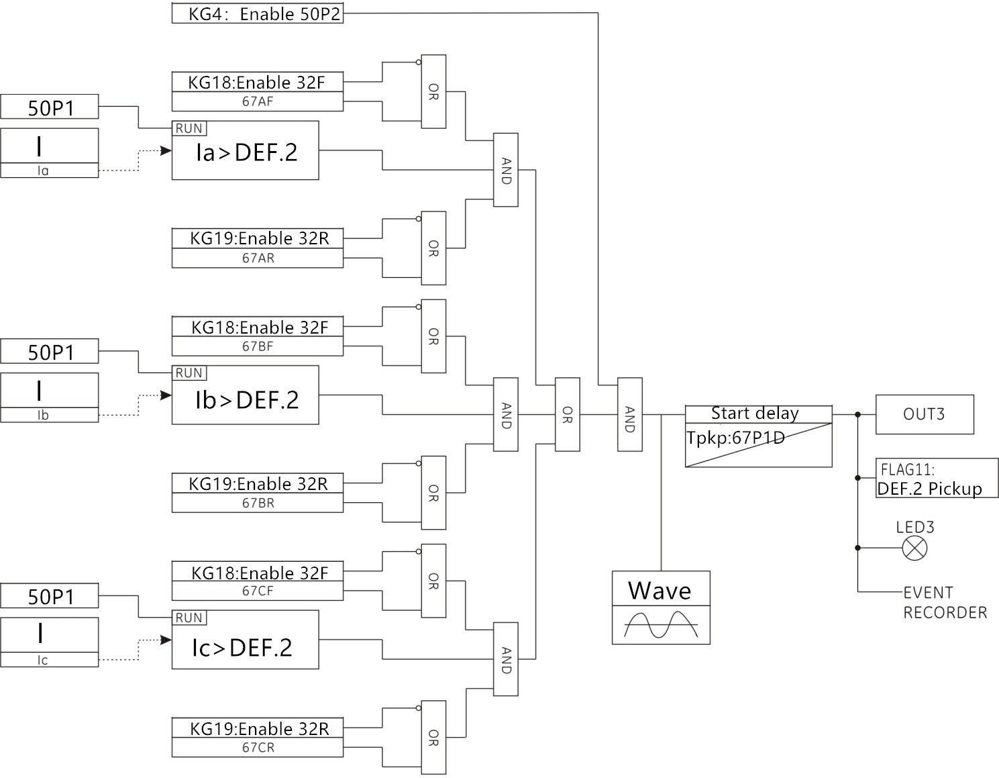 KG4: Enable 50P2
KG18:Enable 32F
67AF
OR
50P1
I
Ia
RUN
Ia>DEF.2
AND
KG19:Enable 32R
67AR
OR
KG18:Enable 32F
67BF
OR
50P1
I
Ib
RUN
Ib>DEF.2
AND
OR
AND
Start delay
Tpkp:67P1D
OUT3
FLAG11:
DEF.2 Pickup
LED3
EVENT
RECORDER
KG19:Enable 32R
67BR
OR
KG18:Enable 32F
67CF
OR
Wave
50P1
I
Ic
RUN
Ic>DEF.2
AND
KG19:Enable 32R
67CR
OR